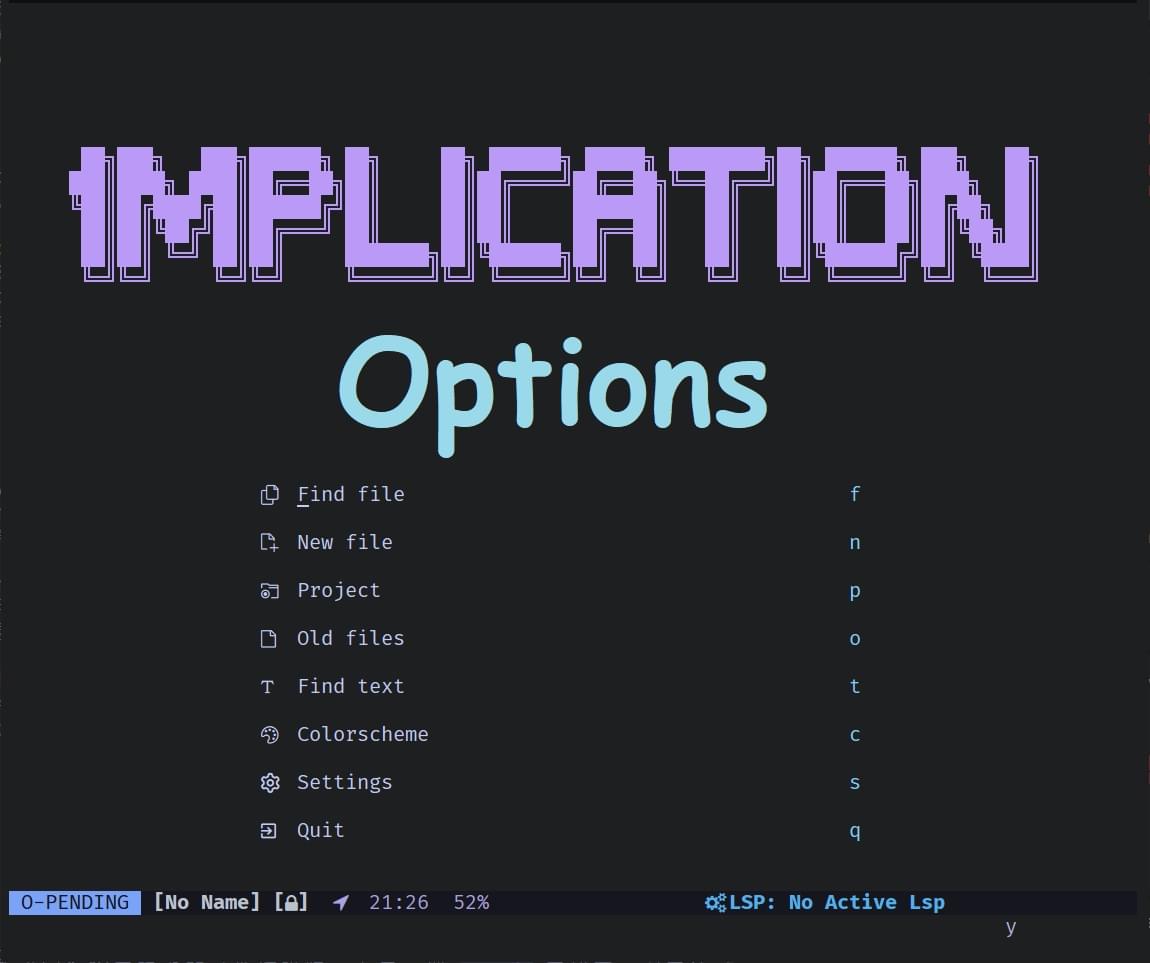 IMPLICATION
Options
Find file f
New file n
Project p
Old files o
Find text t
Colorscheme c
Settings s
Quit q
O-PENDING [No Name] [🔒] 21:26 52% LSP: No Active Lsp
y